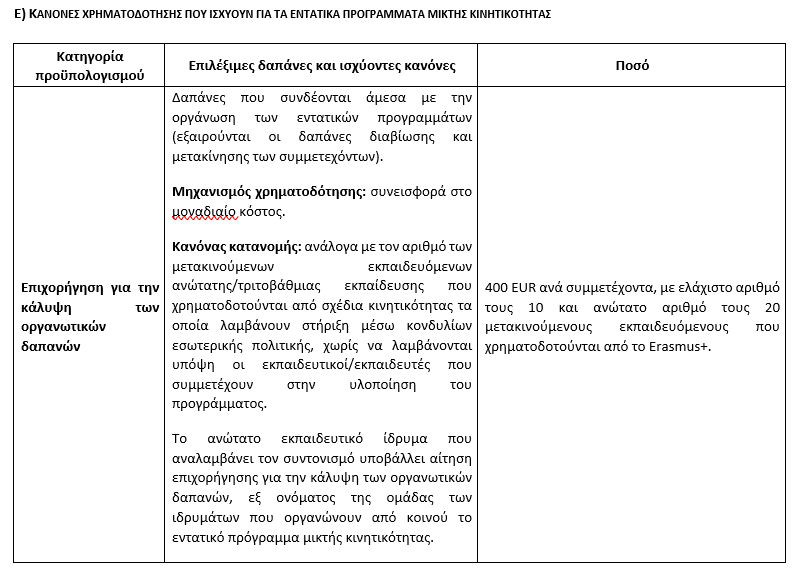 Ε) ΚΑΝΟΝΕΣ ΧΡΗΜΑΤΟΔΟΤΗΣΗΣ ΠΟΥ ΙΣΧΥΟΥΝ ΓΙΑ ΤΑ ΕΝΤΑΤΙΚΑ ΠΡΟΓΡΑΜΜΑΤΑ ΜΙΚΤΗΣ ΚΙΝΗΤΙΚΟΤΗΤΑΣ
Κατηγορία
προϋπολογισμού
Επιλέξιμες δαπάνες και ισχύοντες κανόνες
Ποσό
Επιχορήγηση για την
κάλυψη των
οργανωτικών
δαπανών
Δαπάνες που συνδέονται άμεσα με την
οργάνωση των εντατικών προγραμμάτων
(εξαιρούνται οι δαπάνες διαβίωσης και
μετακίνησης των συμμετεχόντων).
Μηχανισμός χρηματοδότησης: συνεισφορά στο
μοναδιαίο κόστος.
Κανόνας κατανομής: ανάλογα με τον αριθμό των
μετακινούμενων εκπαιδευόμενων
ανώτατης/τριτοβάθμιας εκπαίδευσης που
χρηματοδοτούνται από σχέδια κινητικότητας τα
οποία λαμβάνουν στήριξη μέσω κονδυλίων
εσωτερικής πολιτικής, χωρίς να λαμβάνονται
υπόψη οι εκπαιδευτικοί/εκπαιδευτές που
συμμετέχουν στην υλοποίηση του
προγράμματος.
Το ανώτατο εκπαιδευτικό ίδρυμα που
αναλαμβάνει τον συντονισμό υποβάλλει αίτηση
επιχορήγησης για την κάλυψη των οργανωτικών
δαπανών, εξ ονόματος της ομάδας των
ιδρυμάτων που οργανώνουν από κοινού το
εντατικό πρόγραμμα μικτής κινητικότητας.
400 EUR ανά συμμετέχοντα, με ελάχιστο αριθμό
τους 10 και ανώτατο αριθμό τους 20
μετακινούμενους εκπαιδευόμενους που
χρηματοδοτούνται από το Erasmus+.